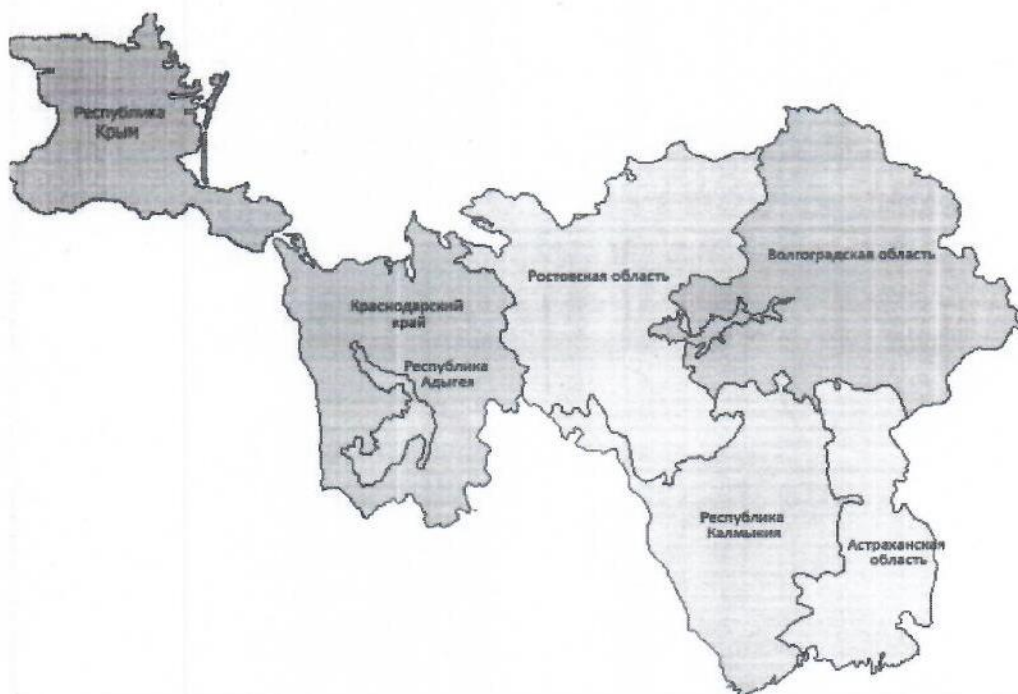 Республика
Крым
Краснодарский
край
Республика
Адыгея
Ростовская область
Волгоградская область
Республика
Калмыкия
Астраханская
область